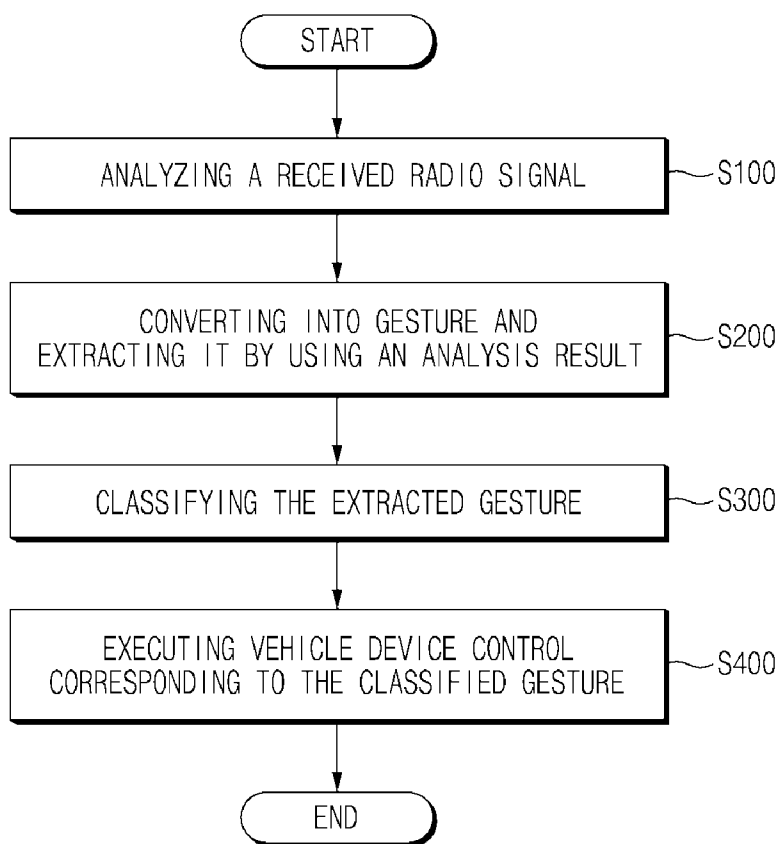 START
ANALYZING A RECEIVED RADIO SIGNAL
S100
CONVERTING INTO GESTURE AND
EXTRACTING IT BY USING AN ANALYSIS RESULT
S200
CLASSIFYING THE EXTRACTED GESTURE
S300
EXECUTING VEHICLE DEVICE CONTROL
CORRESPONDING TO THE CLASSIFIED GESTURE
S400
END